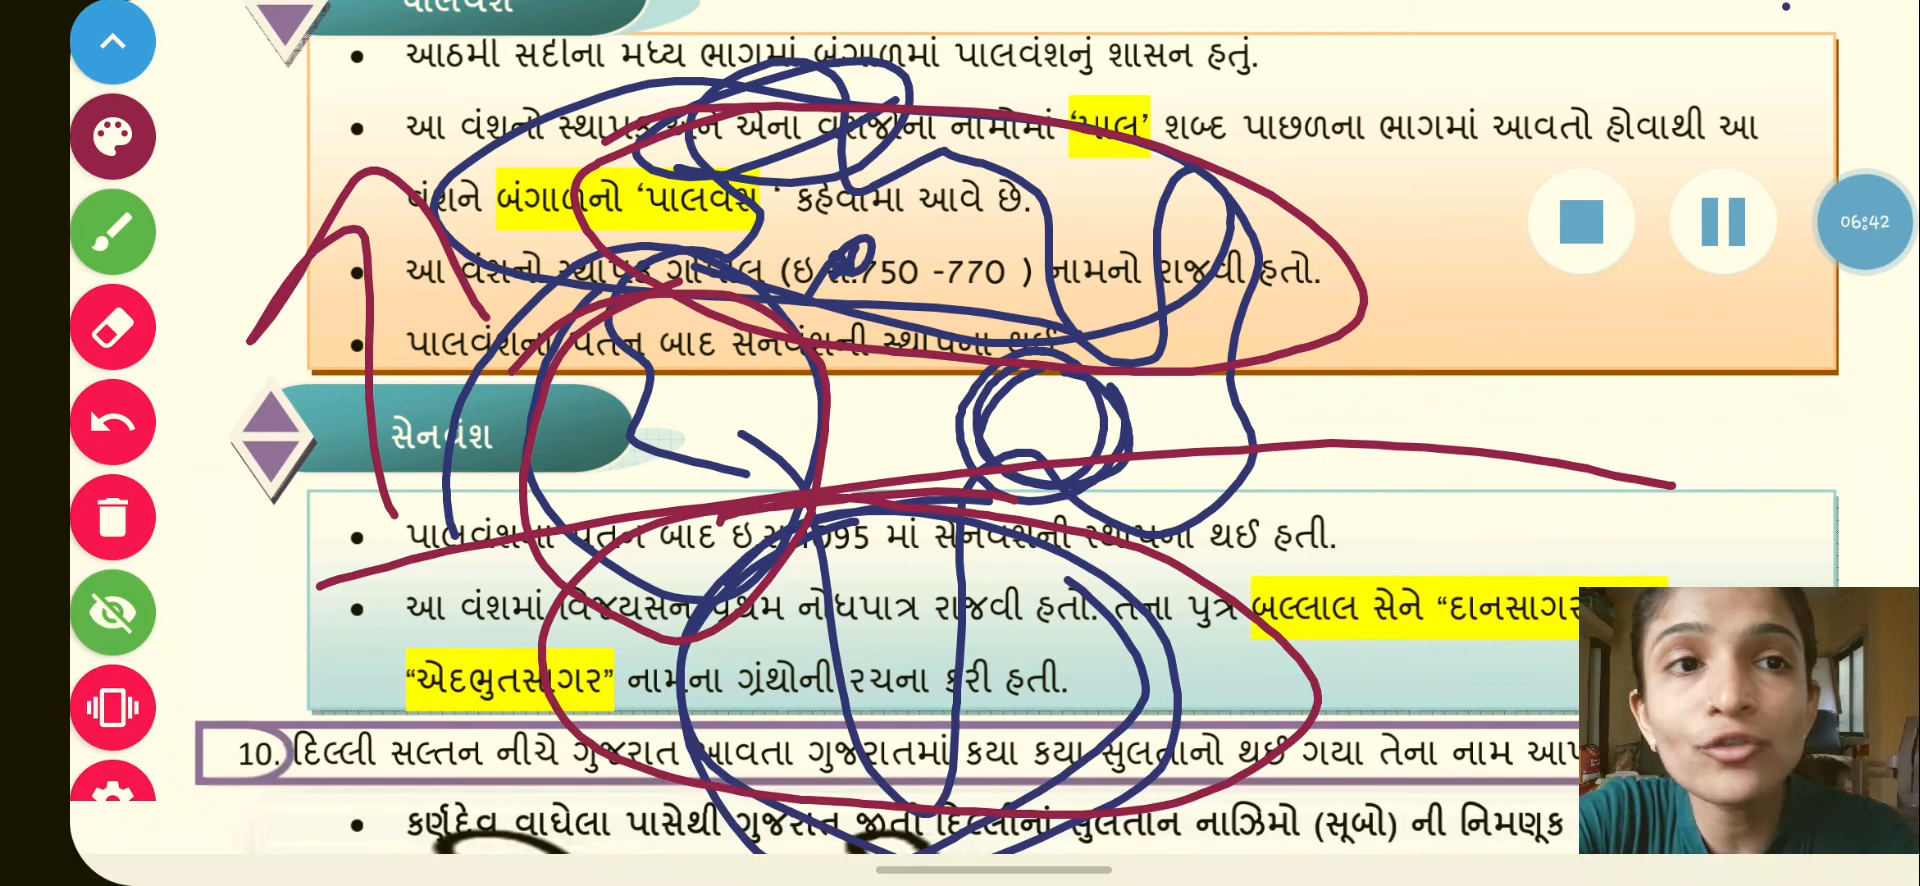 પાલવંશ
આઠમી સદીના મધ્ય ભાગમાં બંગાળમાં પાલવંશનું શાસન હતું.
આ વંશનો સ્થાપક અને એના વંશજોના નામોમાં ‘પાલ’ શબ્દ પાછળના ભાગમાં આવતો હોવાથી આ
વંશને બંગાળનો ‘પાલવંશ ‘ કહેવામાં આવે છે.
આ વંશનો સ્થાપક ગોપાલ (ઇ.સ.750 -770 ) નામનો રાજવી હતો.
પાલવંશના પતન બાદ સેનવંશની સ્થાપના થઈ
06:42
સેનવંશ
પાલવંશના પતન બાદ ઇ.સ.1095 માં સેનવંશની સ્થાપના થઈ હતી.
આ વંશમાં વિજયસેન પ્રથમ નોંધપાત્ર રાજવી હતો. તેના પુત્ર બલ્લાલ સેને “દાનસાગર
“એદભુતસાગર” નામના ગ્રંથોની રચના કરી હતી.
10. દિલ્લી સલ્તન નીચે ગુજરાત આવતા ગુજરાતમાં કયા કયા સુલતાનો થઈ ગયા તેના નામ
કર્ણદેવ વાઘેલા પાસેથી ગુજરાત જીતી દિલ્લીનાં સુલતાન નાઝિમો (સૂબો) ની નિમણૂક